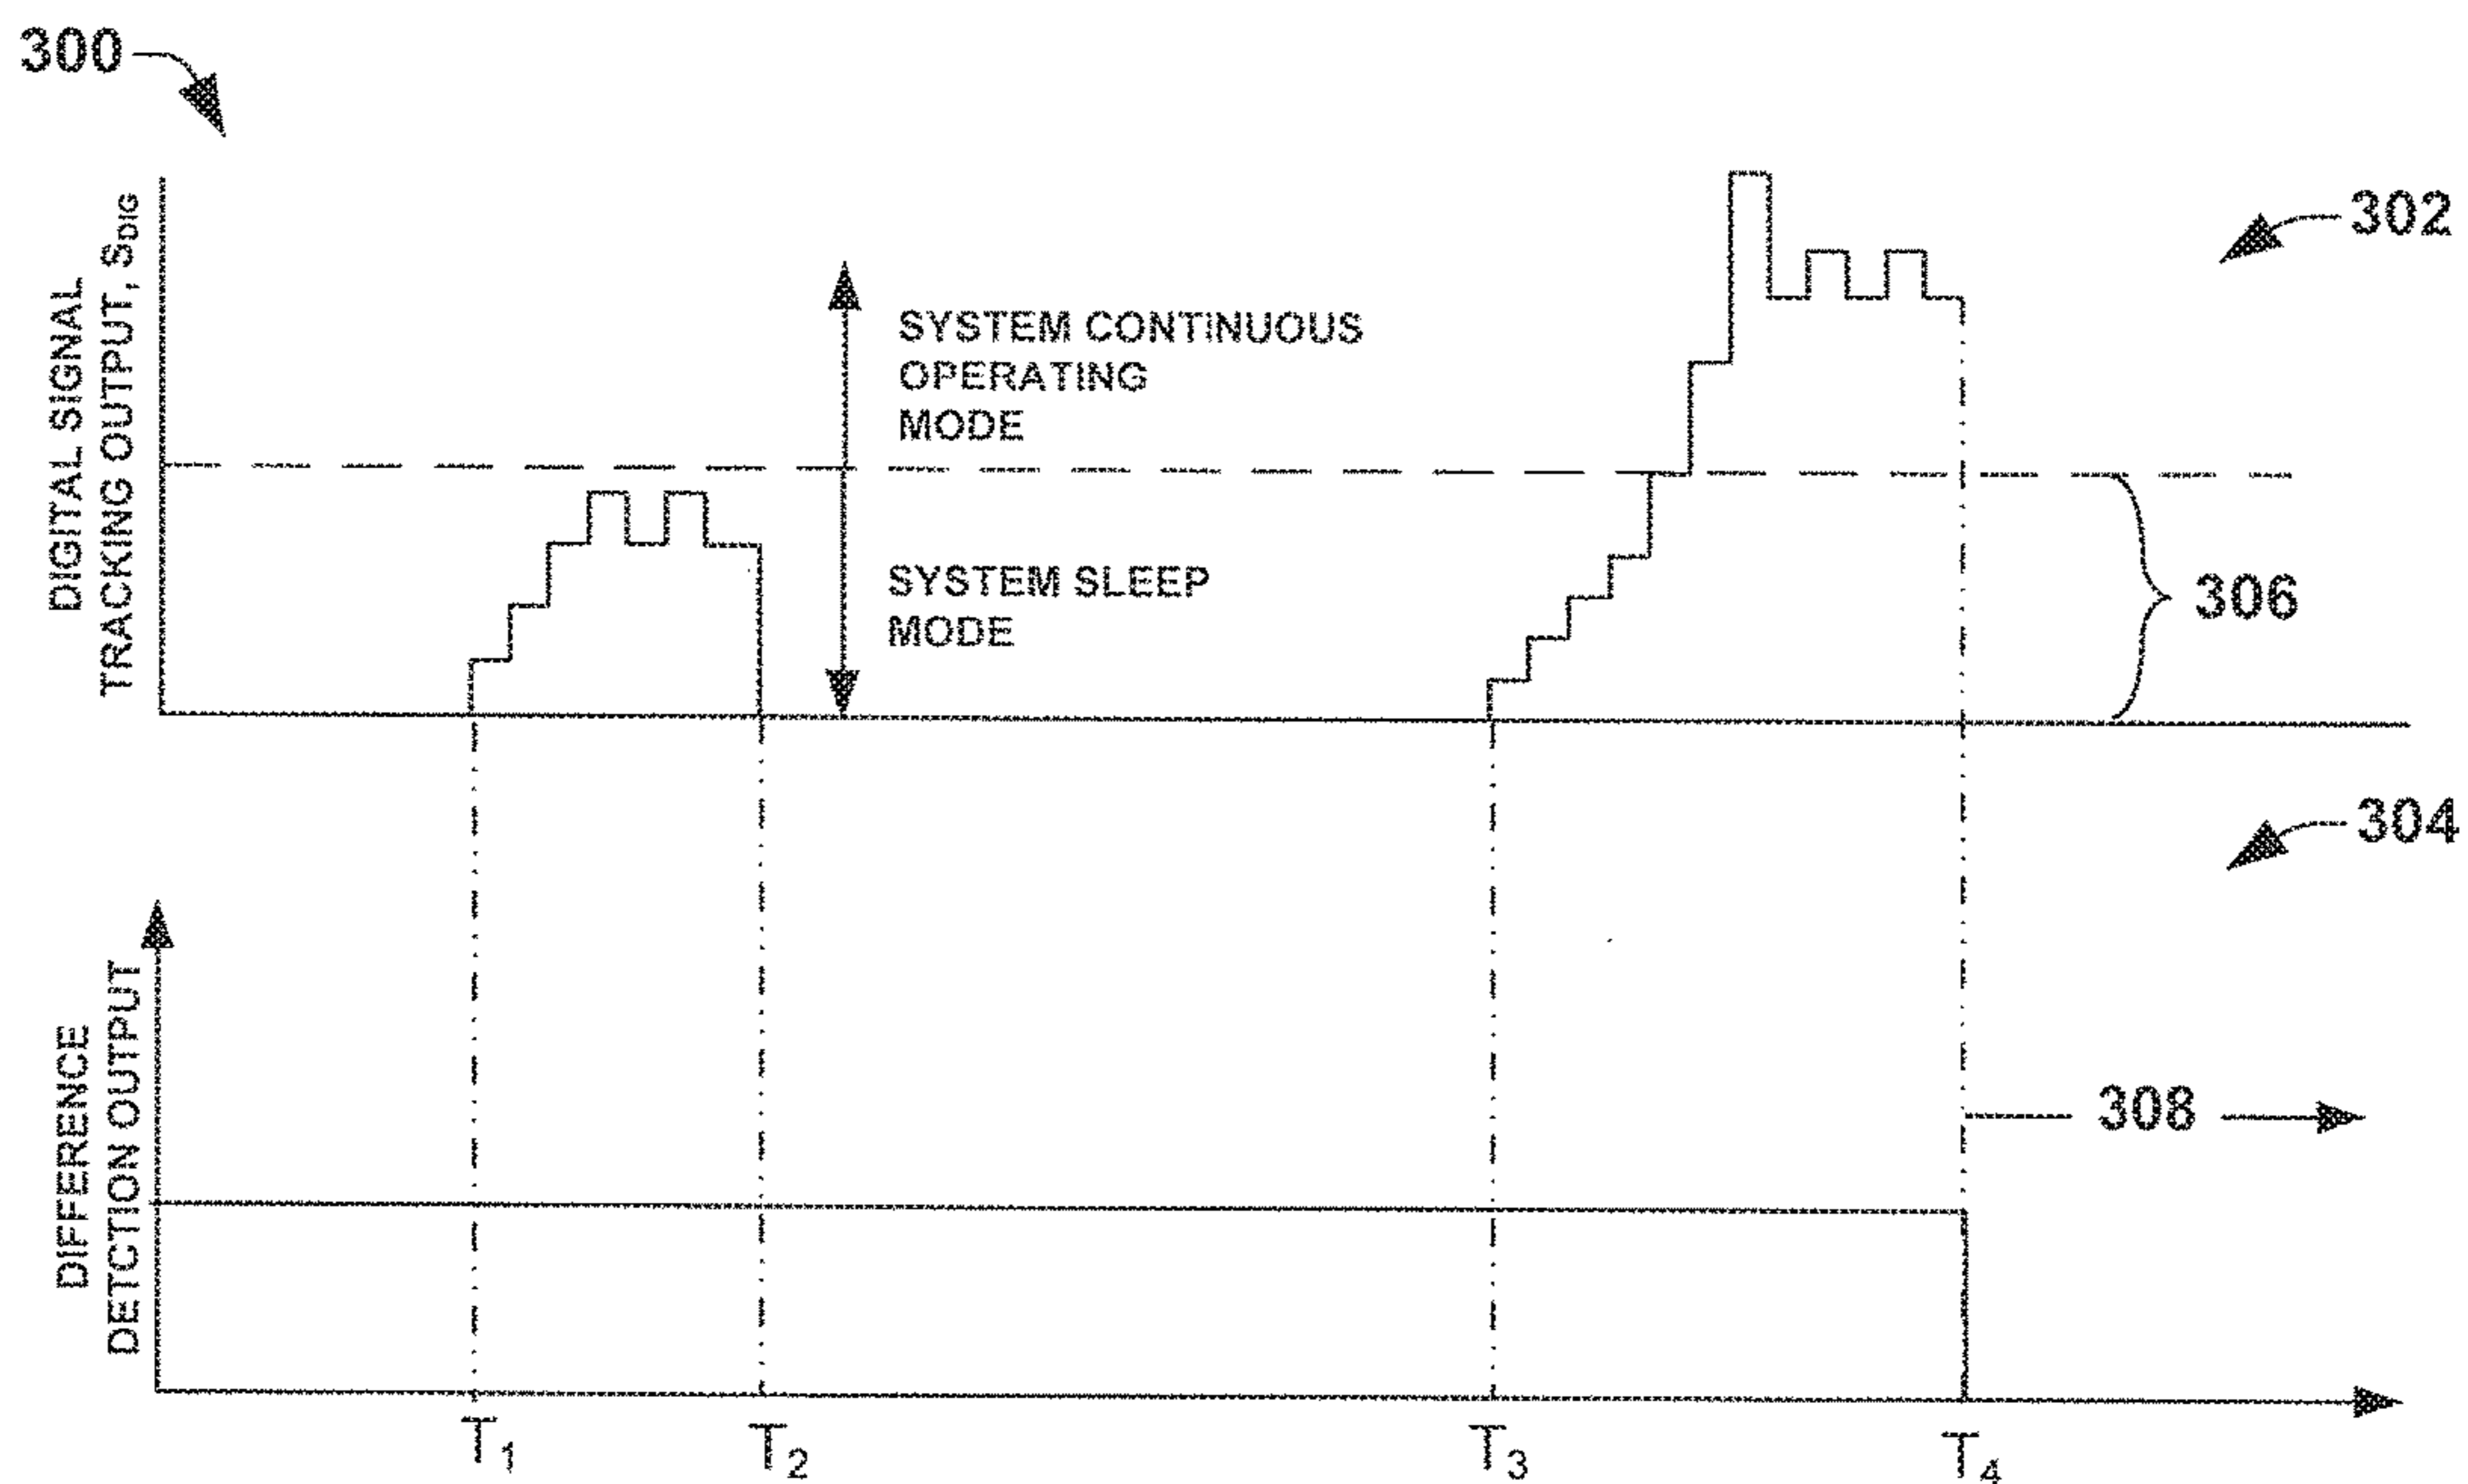 300
302
DIGITAL SIGNAL
TRACKING OUTPUT, SDIG
SYSTEM CONTINUOUS
OPERATING
MODE
SYSTEM SLEEP
MODE
306
304
DIFFERENCE
DETCTION OUTPUT
308
T1 T2 T3 T4